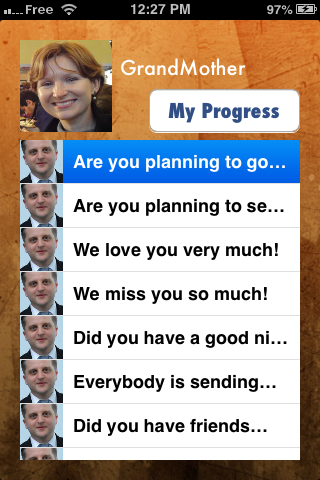 ....Free 12:27 PM 97%
GrandMother
My Progress
Are you planning to go...
Are you planning to se...
We love you very much!
We miss you so much!
Did you have a good ni...
Everybody is sending...
Did you have friends...